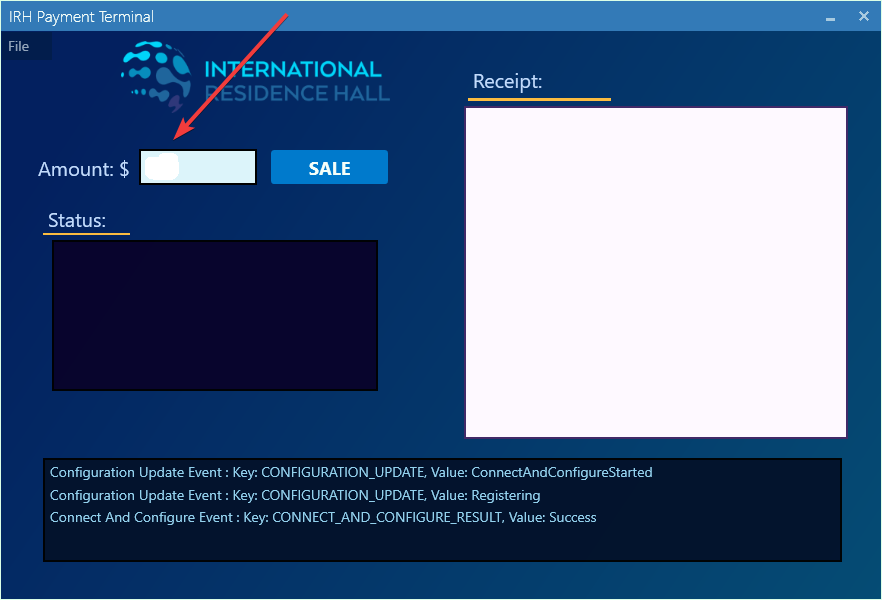 IRH Payment Terminal
File
INTERNATIONAL
RESIDENCE HALL
Amount: $
SALE
Status:
Receipt:
Configuration Update Event : Key: CONFIGURATION_UPDATE, Value: ConnectAndConfigureStarted
Configuration Update Event : Key: CONFIGURATION_UPDATE, Value: Registering
Connect And Configure Event : Key: CONNECT_AND_CONFIGURE_RESULT, Value: Success